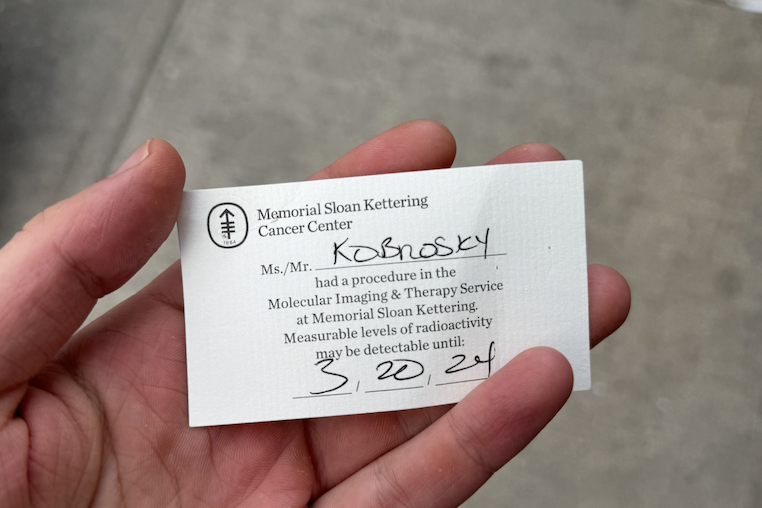 1884
Memorial Sloan Kettering
Cancer Center
Ms./Mr. KOBROSKY
had a procedure in the
Molecular Imaging & Therapy Service
at Memorial Sloan Kettering.
Measurable levels of radioactivity
may be detectable until:
3, 20, 24